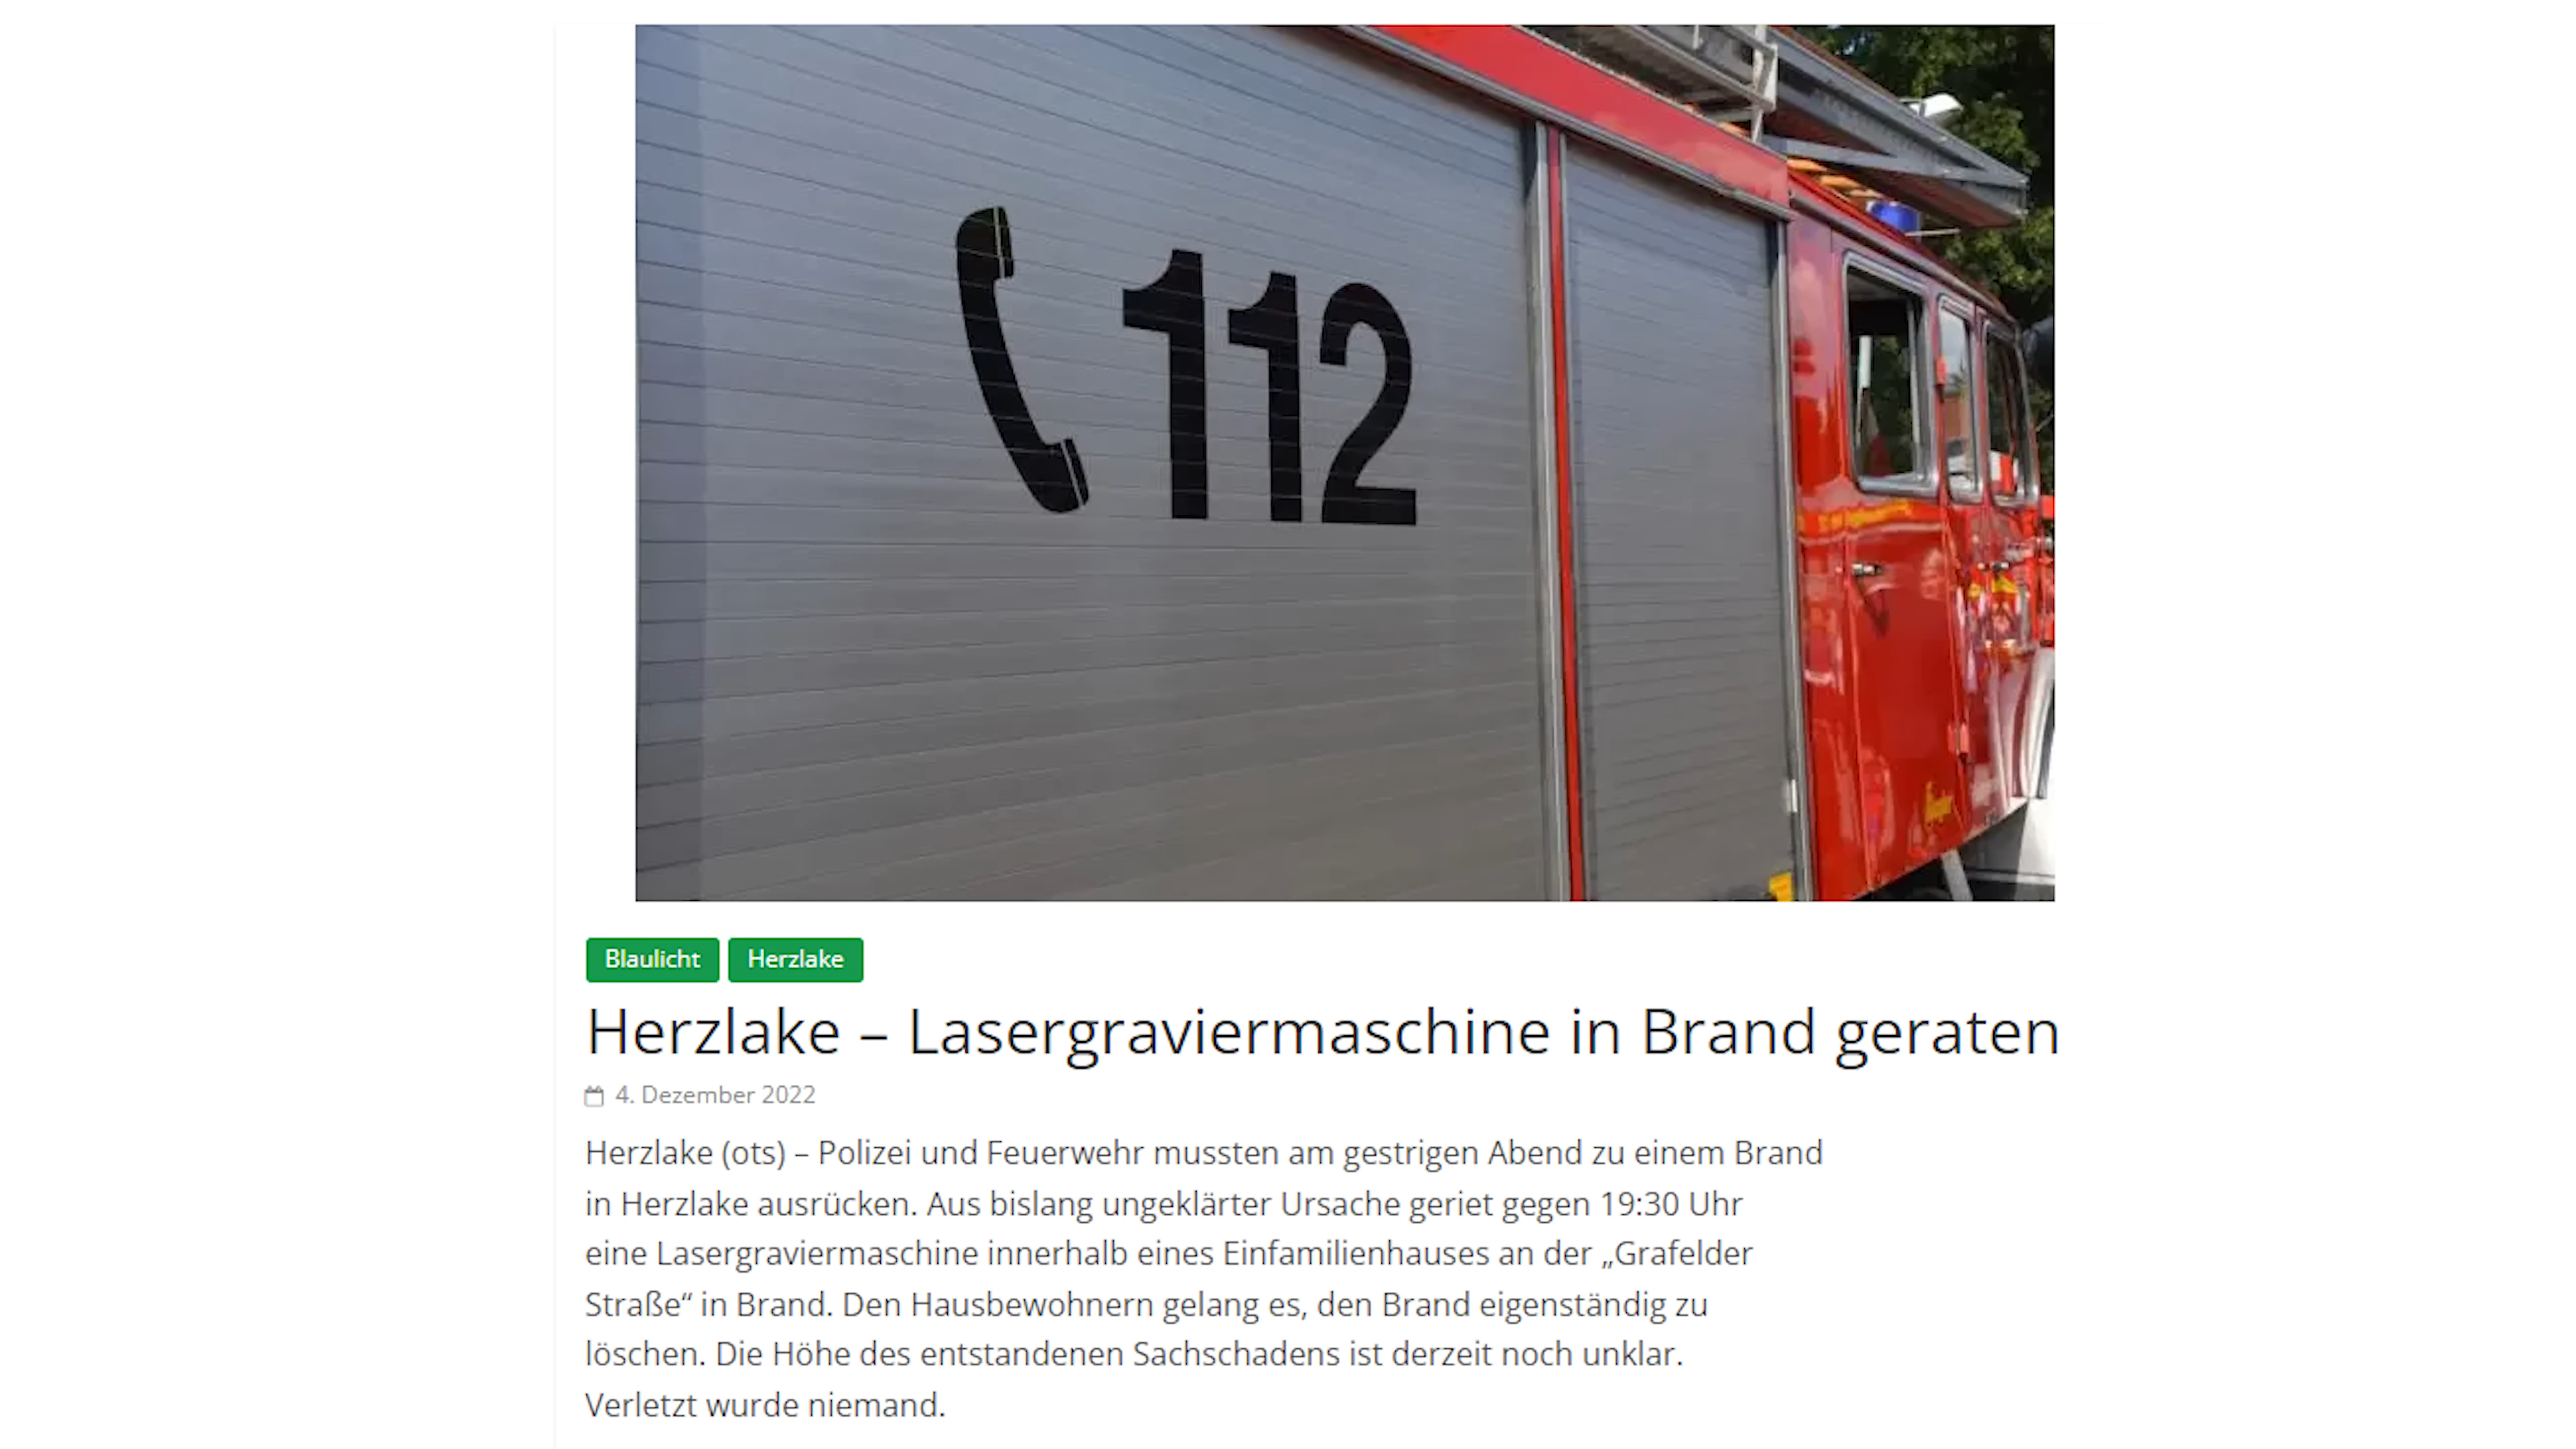 112
Blaulicht Herzlake
Herzlake – Lasergraviermaschine in Brand geraten
4. Dezember 2022
Herzlake (ots) – Polizei und Feuerwehr mussten am gestrigen Abend zu einem Brand
in Herzlake ausrücken. Aus bislang ungeklärter Ursache geriet gegen 19:30 Uhr
eine Lasergraviermaschine innerhalb eines Einfamilienhauses an der „Grafelder
Straße“ in Brand. Den Hausbewohnern gelang es, den Brand eigenständig zu
löschen. Die Höhe des entstandenen Sachschadens ist derzeit noch unklar.
Verletzt wurde niemand.